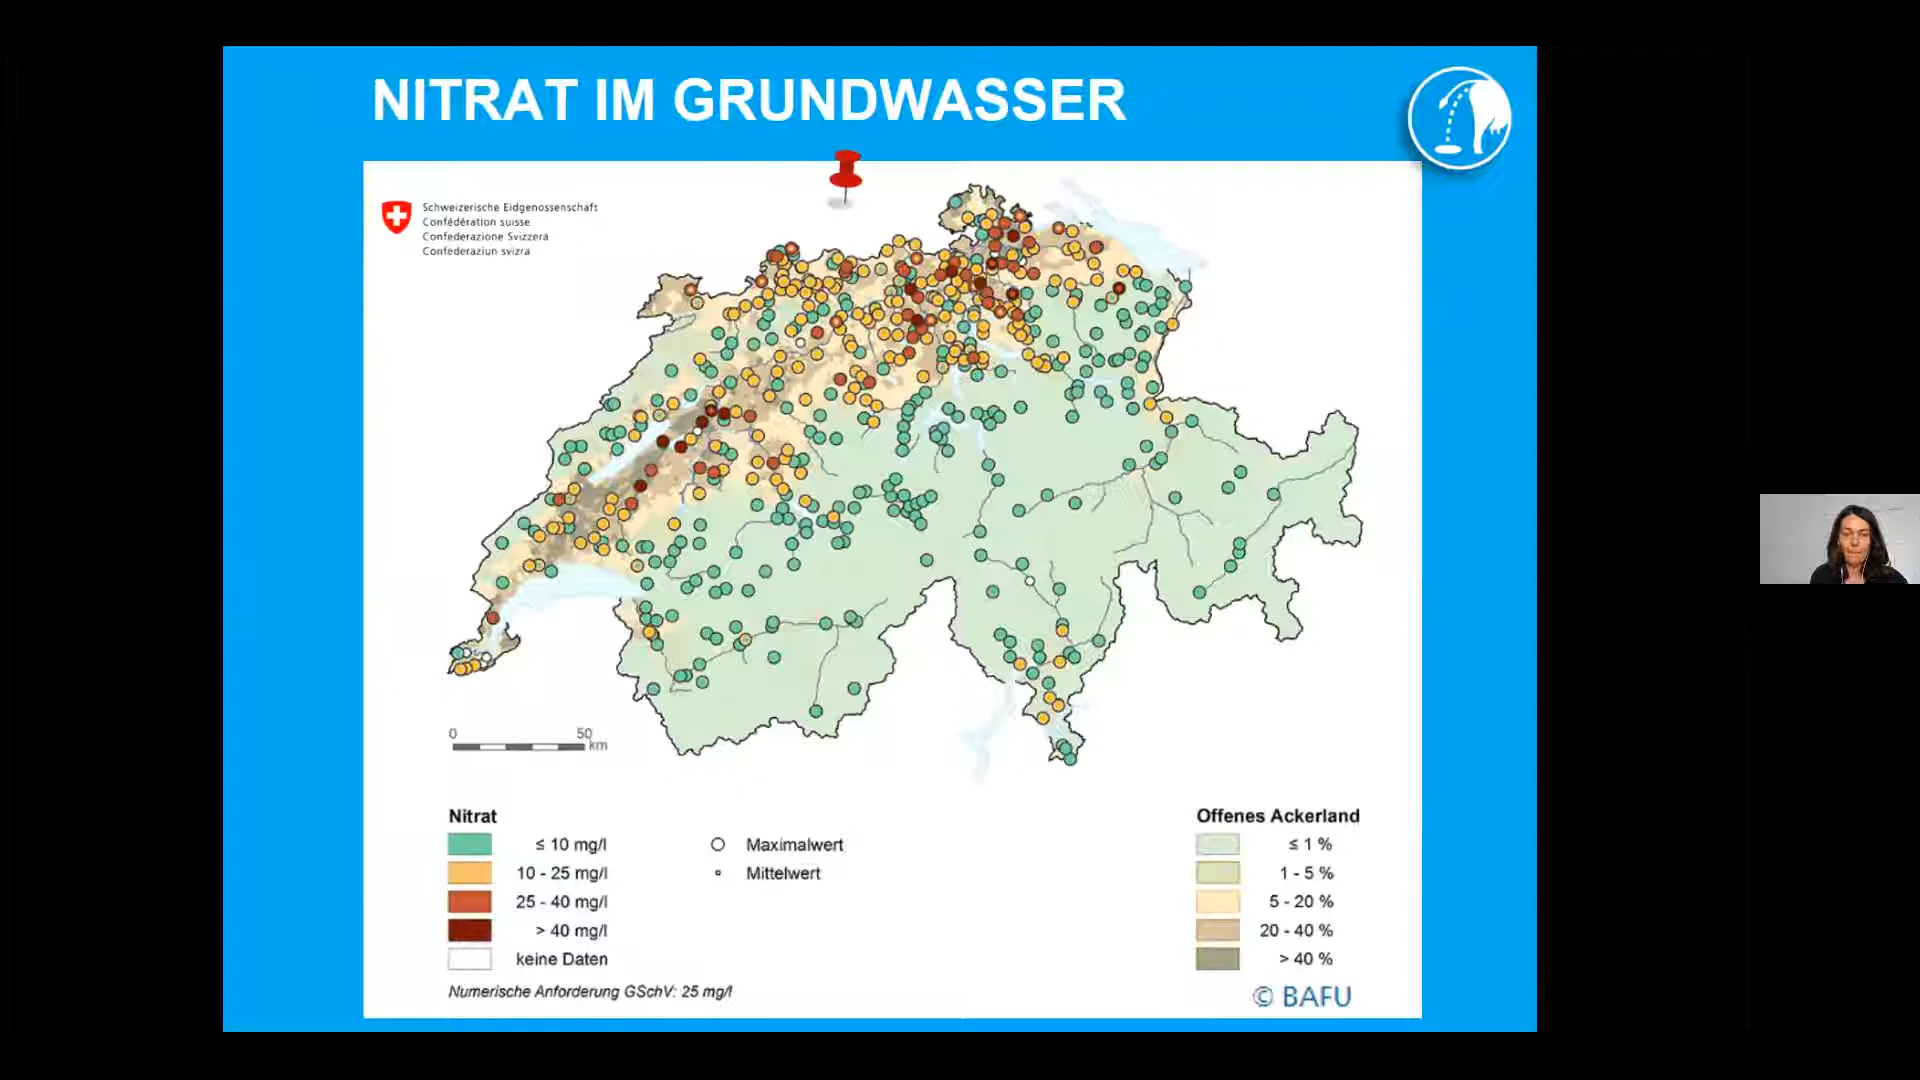 NITRAT IM GRUNDWASSER
Schweizerische Eidgenossenschaft
Confédération suisse
Confederazione Svizzera
Confederaziun svizra
0 50
km
Nitrat
≤ 10 mg/l
10 - 25 mg/l
25 - 40 mg/l
> 40 mg/l
keine Daten
Maximalwert
Mittelwert
Numerische Anforderung GSchV: 25 mg/l
Offenes Ackerland
≤ 1 %
1 - 5 %
5 - 20 %
20 - 40 %
> 40 %
© BAFU